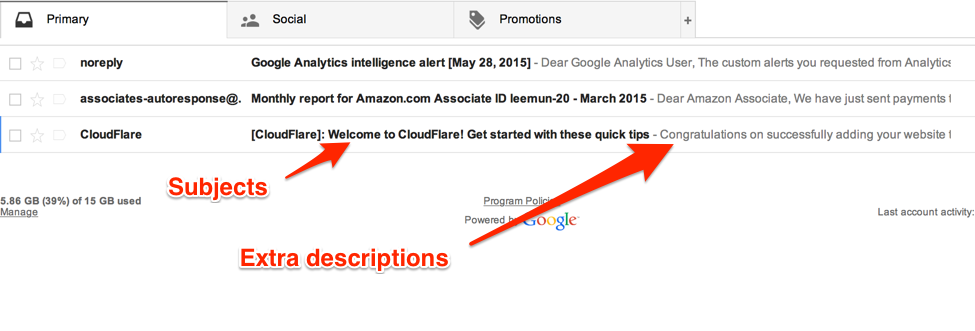 Primary Social Promotions +
noreply Google Analytics intelligence alert [May 28, 2015] - Dear Google Analytics User, The custom alerts you requested from Analytics
associates-autoresponse@. Monthly report for Amazon.com Associate ID leemun-20 - March 2015 - Dear Amazon Associate, We have just sent payments t
CloudFlare [CloudFlare]: Welcome to CloudFlare! Get started with these quick tips - Congratulations on successfully adding your website t
Subjects
5.86 GB (39%) of 15 GB used Program Polici
Manage Powered by Google Last account activity:
Extra descriptions